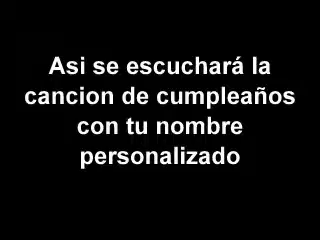 Asi se escuchará la
cancion de cumpleaños
con tu nombre
personalizado